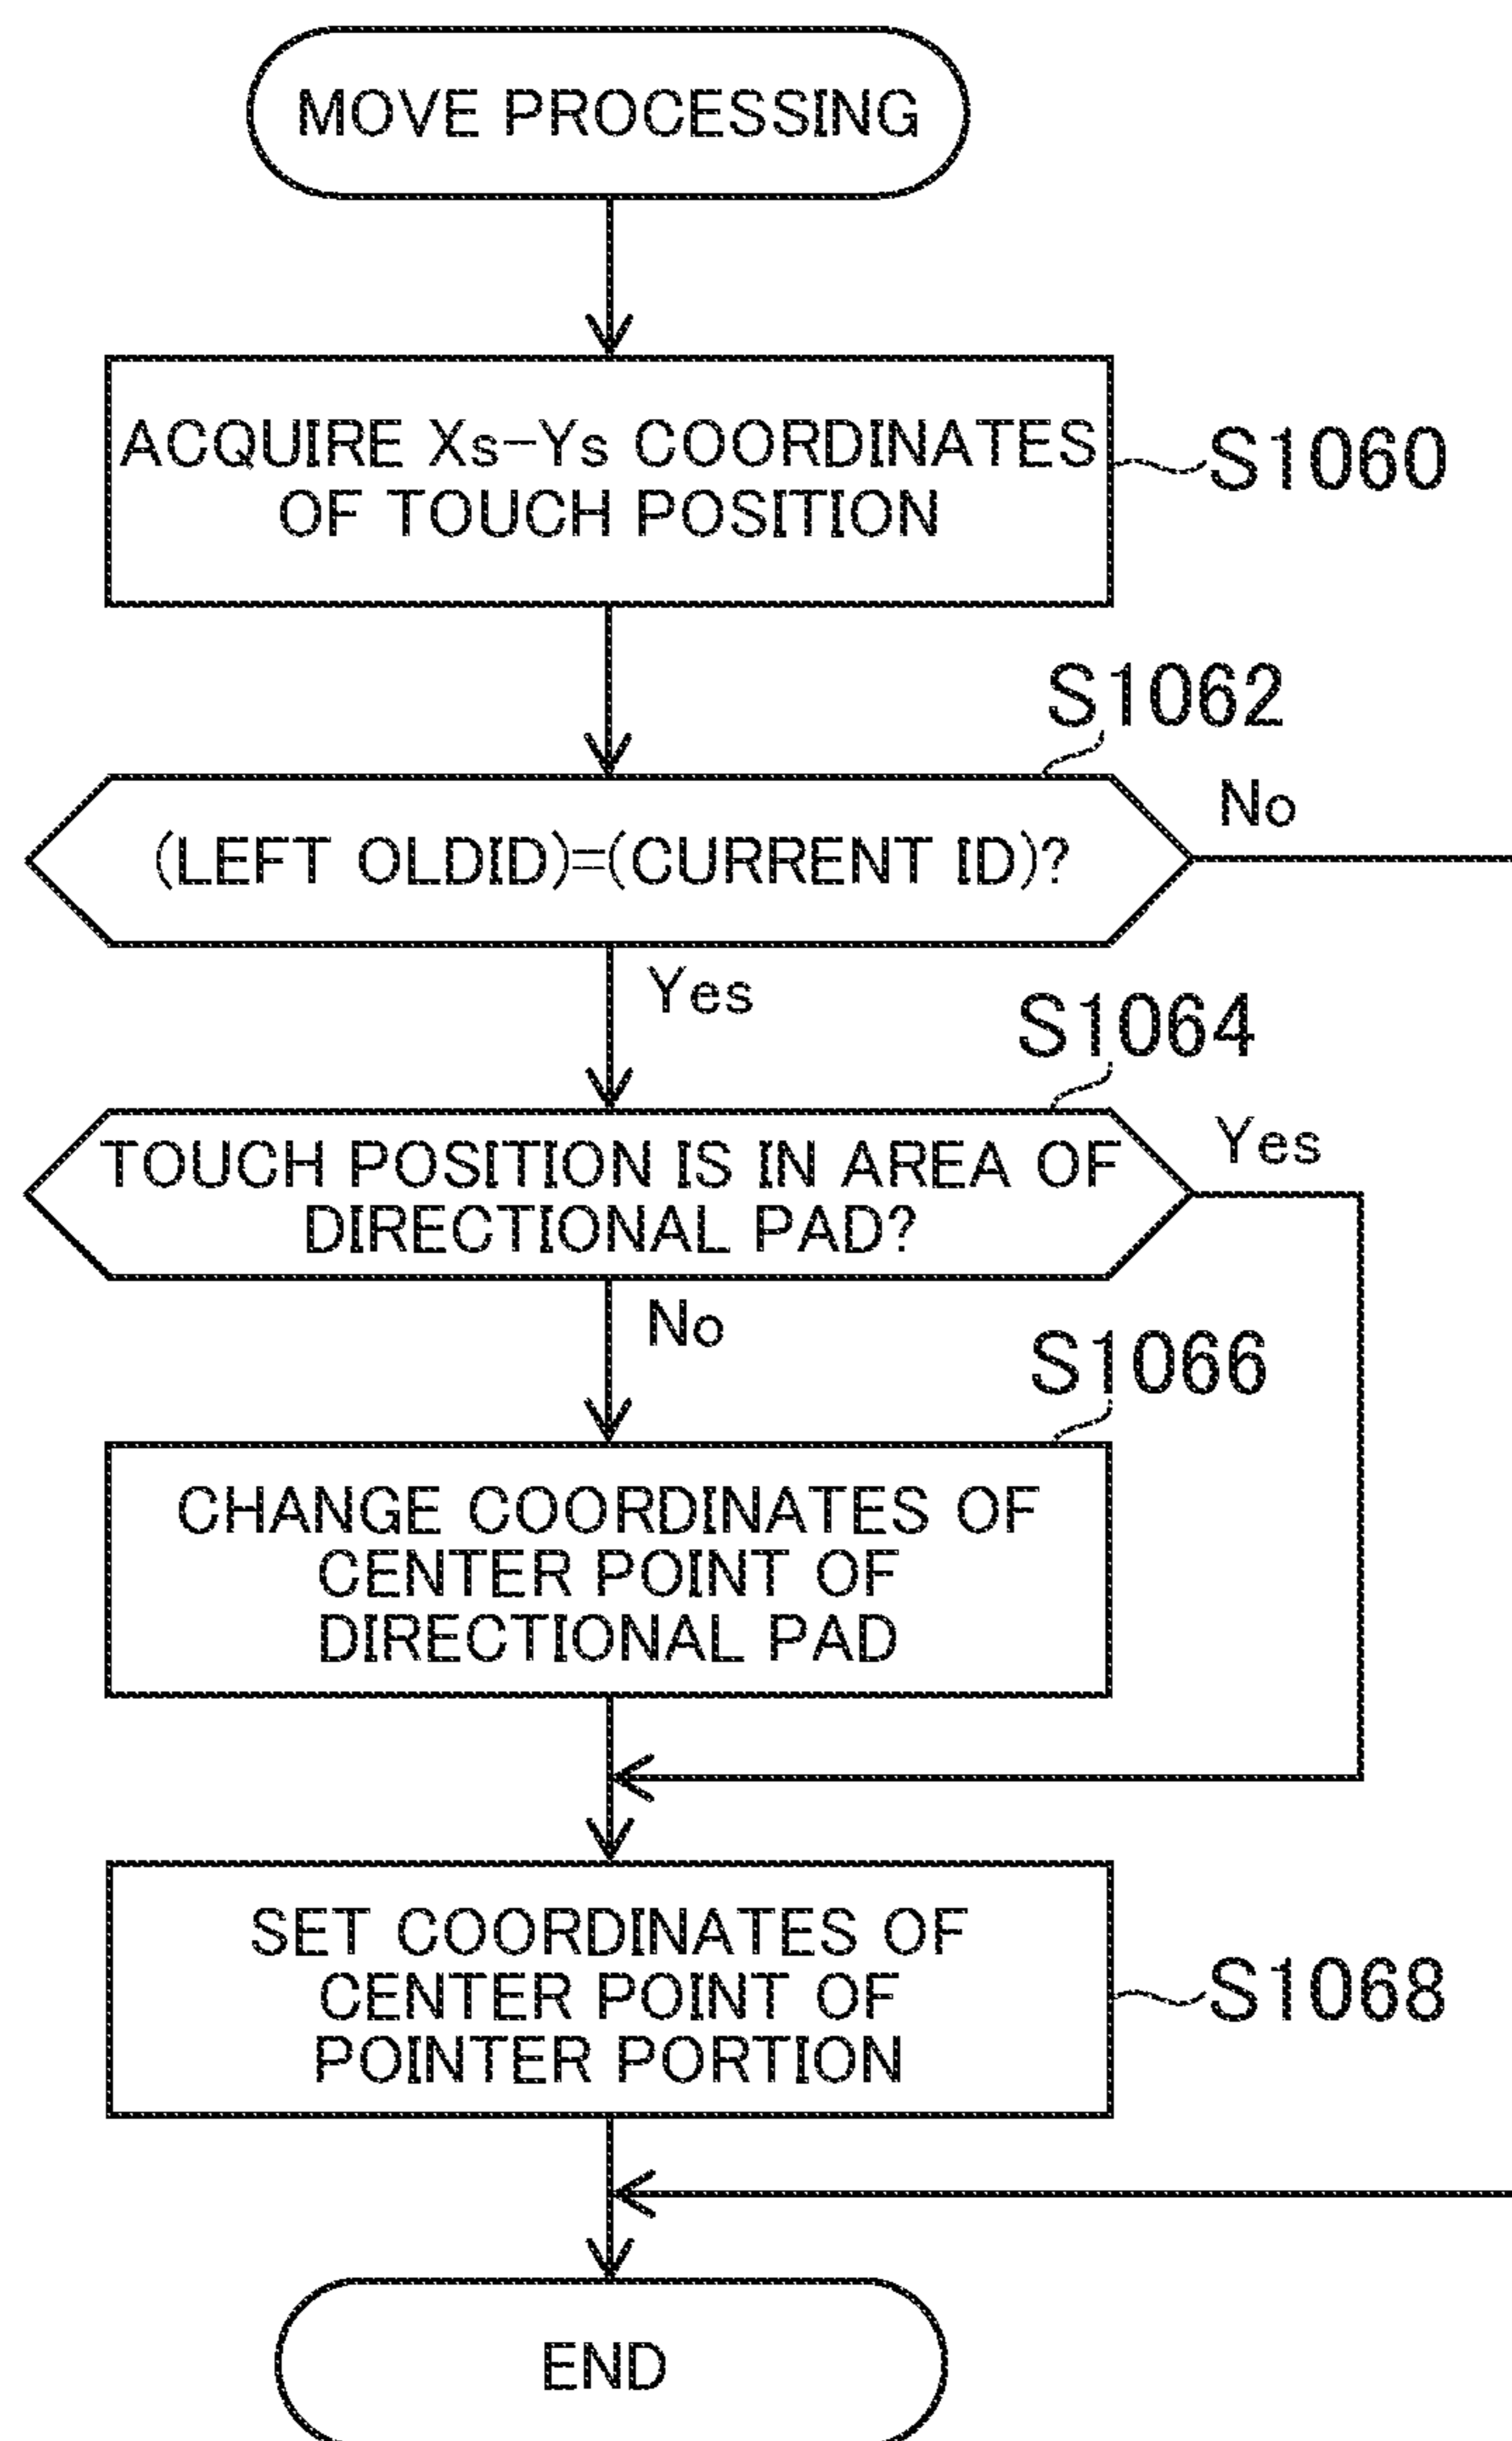 MOVE PROCESSING
ACQUIRE Xs-Ys COORDINATES
OF TOUCH POSITION
S1060
S1062
(LEFT OLDID)=(CURRENT ID)?
No
Yes
S1064
TOUCH POSITION IS IN AREA OF
DIRECTIONAL PAD?
Yes
No
S1066
CHANGE COORDINATES OF
CENTER POINT OF
DIRECTIONAL PAD
SET COORDINATES OF
CENTER POINT OF
POINTER PORTION
S1068
END